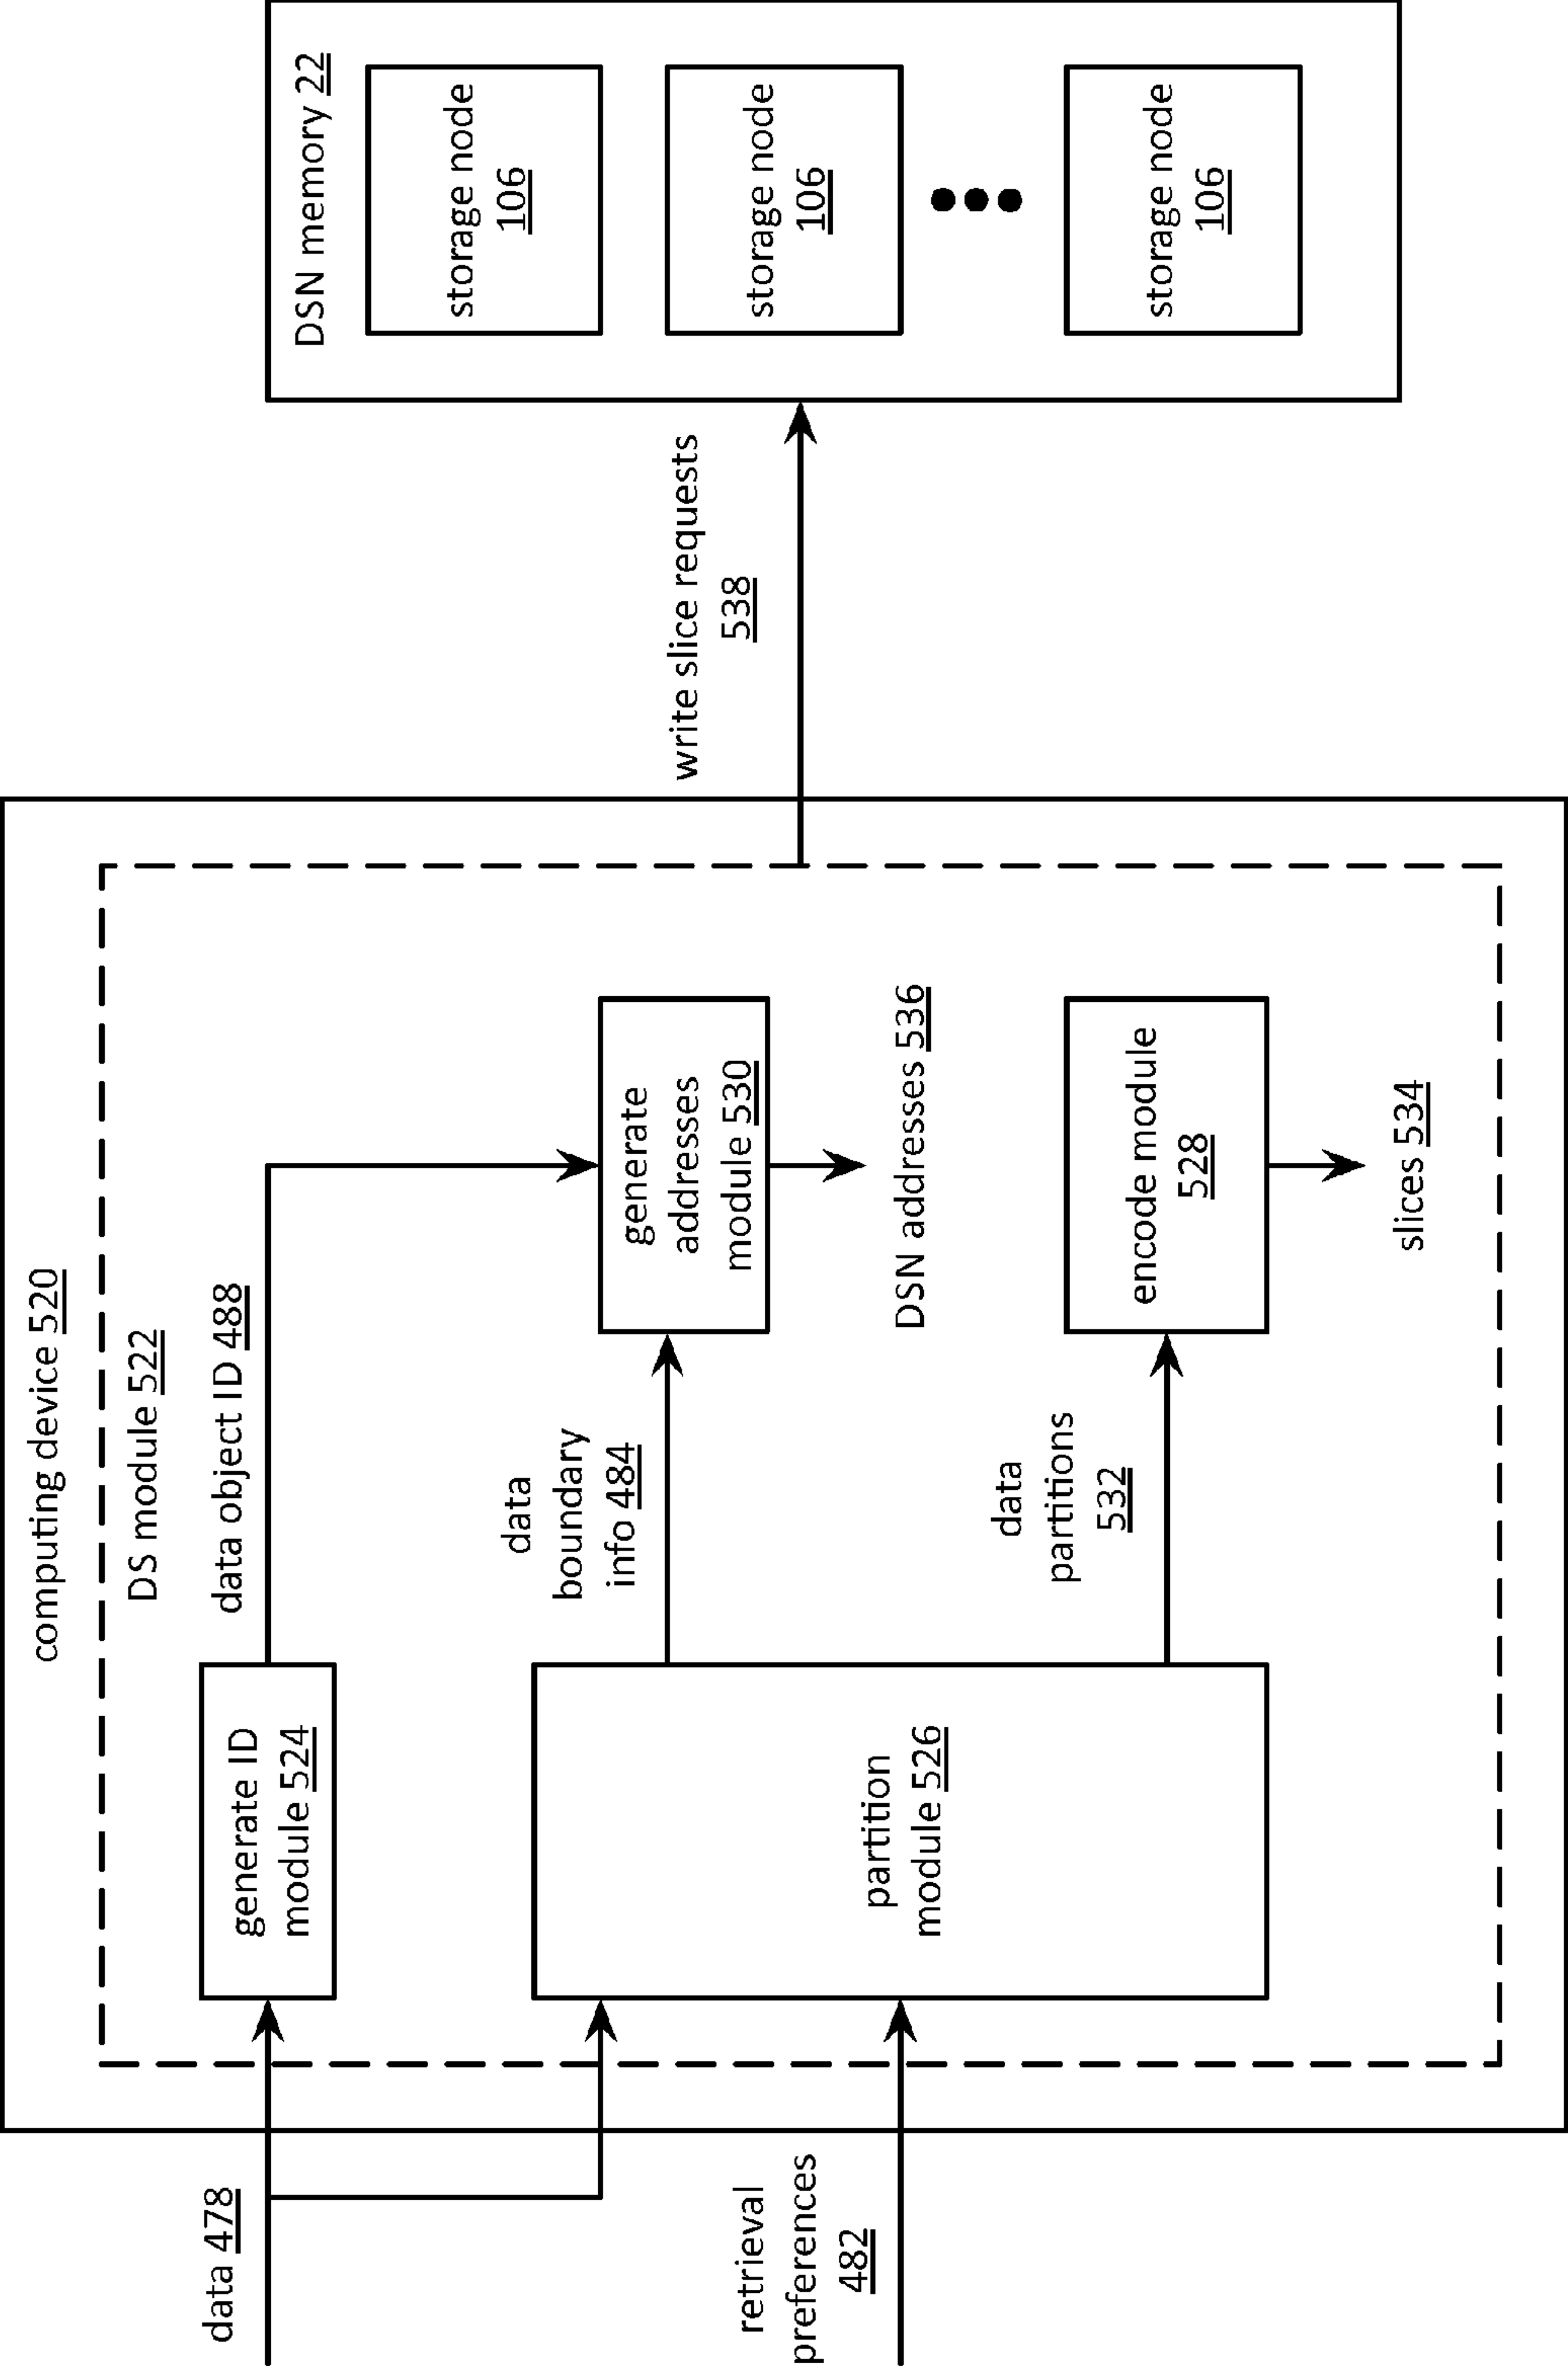 computing device 520
DS module 522
data 478
generate ID
module 524
data object ID 488
retrieval
preferences
482
partition
module 526
data
boundary
info 484
generate
addresses
module 530
DSN addresses 536
data
partitions
532
encode module
528
slices 534
write slice requests
538
DSN memory 22
storage node
106
storage node
106
storage node
106